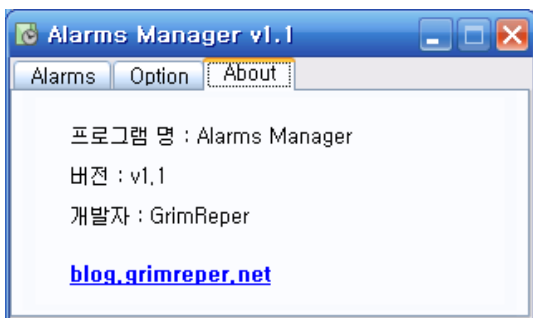 Alarms Manager v1.1
Alarms Option About
프로그램 명 : Alarms Manager
버전 : v1.1
개발자 : GrimReper
blog.grimreper.net